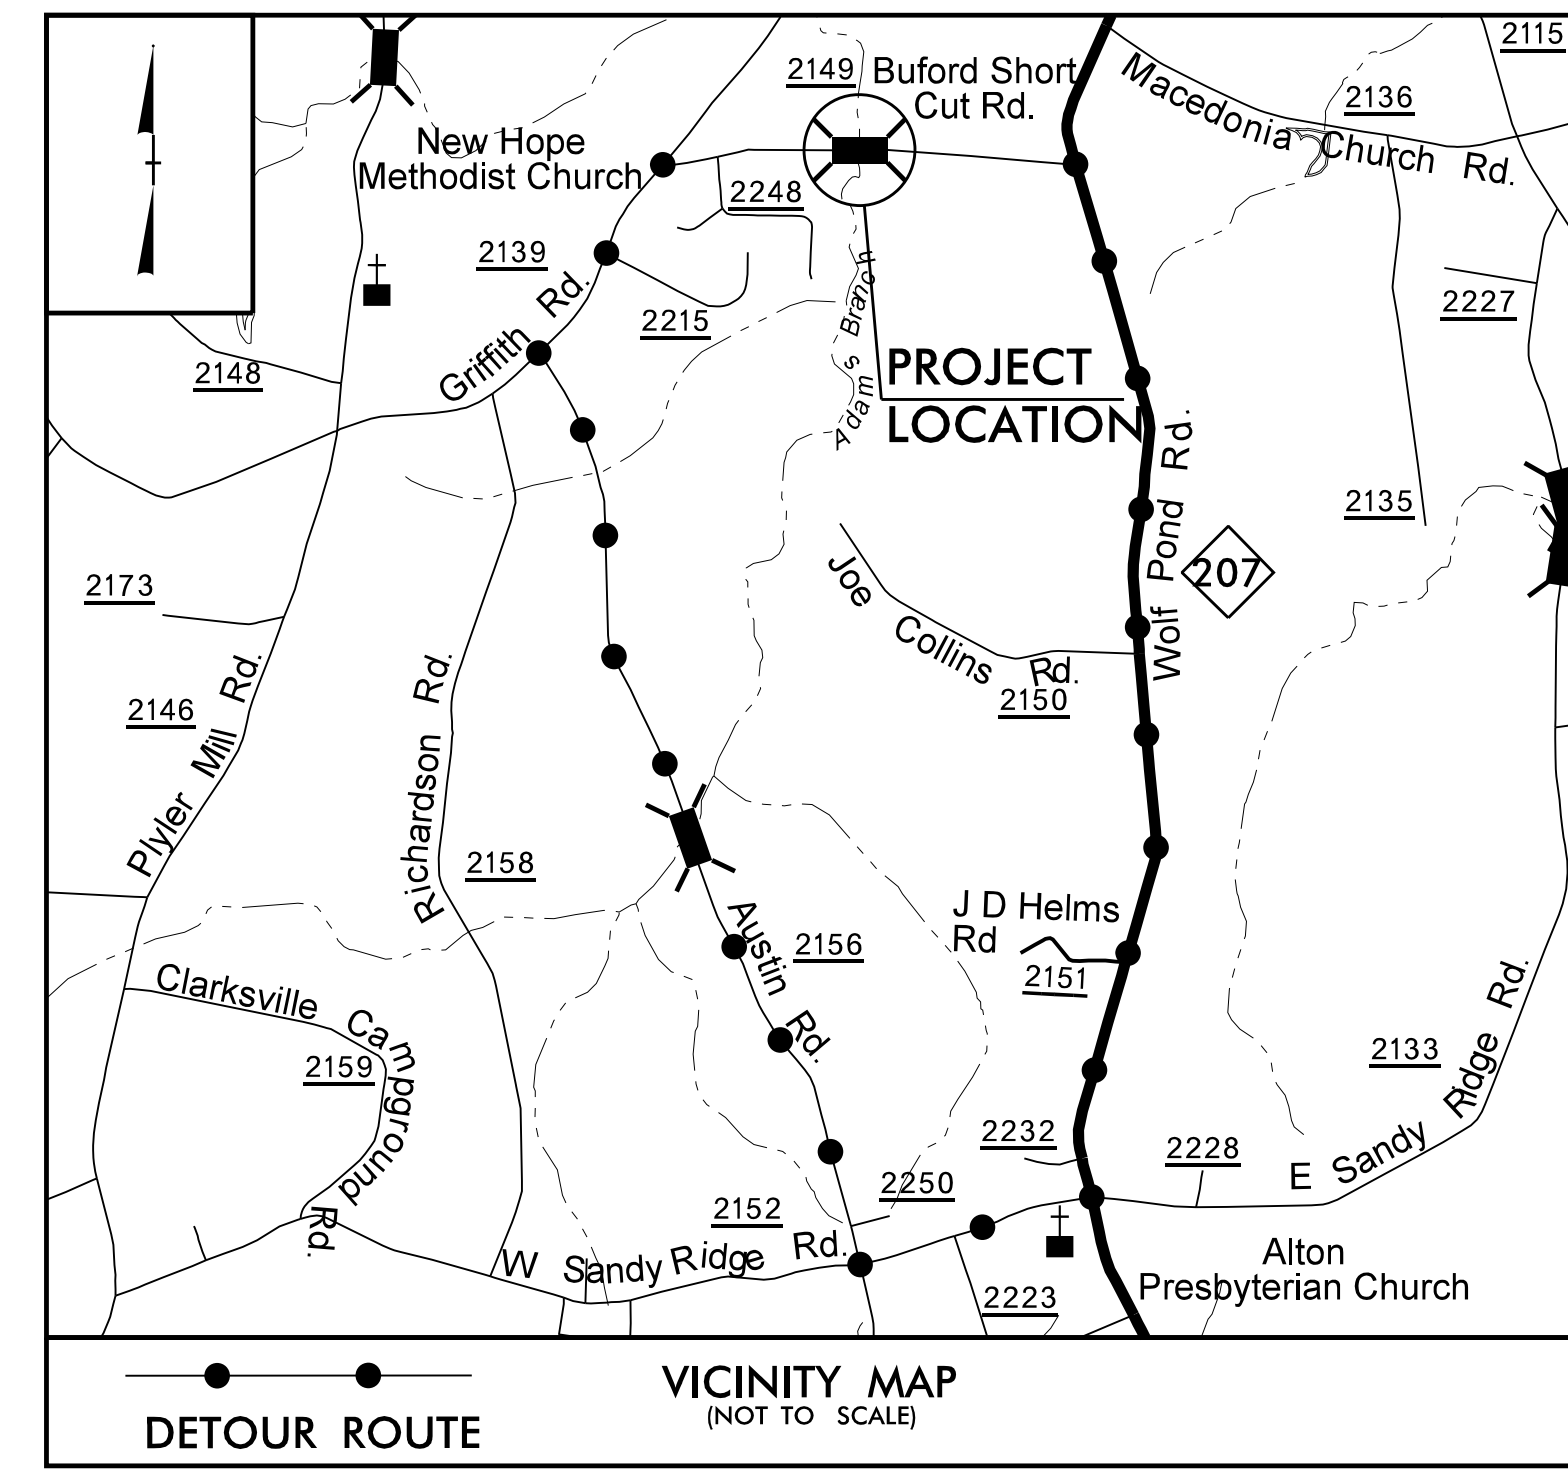 2115
2149
Buford Short
Cut Rd.
Macedonia Church Rd.
2136
New Hope
Methodist Church
2248
2139
Griffith Rd.
2215
Adams Branch
2227
2148
PROJECT
LOCATION
Wolf Pond Rd.
2135
207
2173
Joe Collins Rd.
2150
2146
Plyler Mill Rd.
Richardson Rd.
2158
Austin Rd.
2156
J D Helms
Rd
2151
Clarksville Campground Rd.
2159
2133
2232
2228
E Sandy Ridge Rd.
2250
2152
W Sandy Ridge Rd.
2223
Alton
Presbyterian Church
DETOUR ROUTE
VICINITY MAP
(NOT TO SCALE)